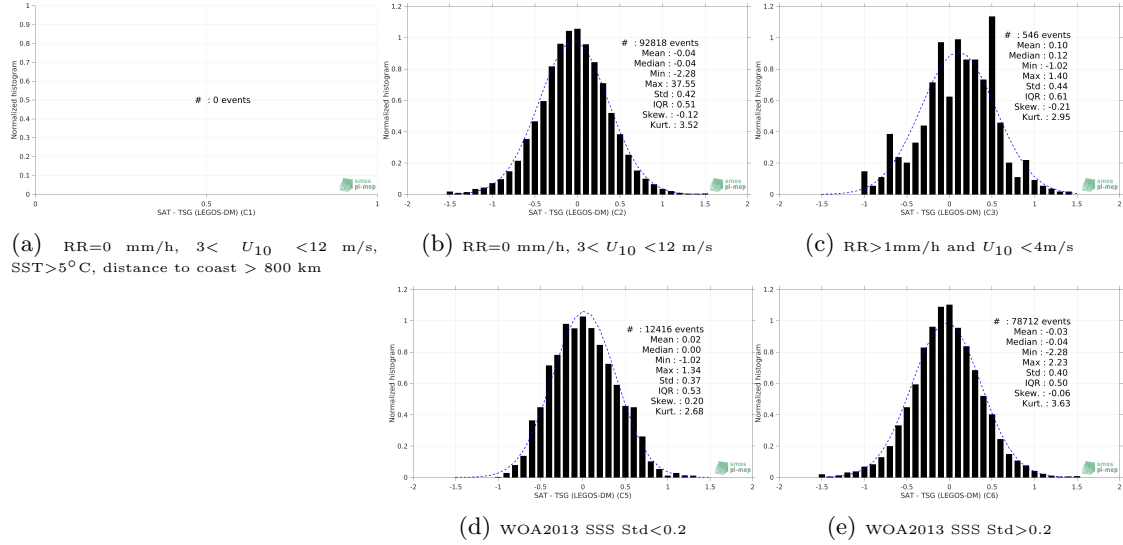 1
0.9
0.8
0.7
0.6
0.5
0.4
0.3
0.2
0.1
0
Normalized histogram
# : 0 events
smos
pi-mep
0 0.5 1
SAT - TSG (LEGOS-DM) (C1)
(a) RR=0 mm/h, 3< U10 <12 m/s,
SST>5°C, distance to coast > 800 km
1.2
1
0.8
0.6
0.4
0.2
0
Normalized histogram
# : 92818 events
Mean : -0.04
Median : -0.04
Min : -2.28
Max : 37.55
Std : 0.42
IQR : 0.51
Skew. : -0.12
Kurt. : 3.52
smos
pi-mep
-2 -1.5 -1 -0.5 0 0.5 1 1.5 2
SAT - TSG (LEGOS-DM) (C2)
(b) RR=0 mm/h, 3< U10 <12 m/s
1.2
1
0.8
0.6
0.4
0.2
0
Normalized histogram
# : 546 events
Mean : 0.10
Median : 0.12
Min : -1.02
Max : 1.40
Std : 0.44
IQR : 0.61
Skew. : -0.21
Kurt. : 2.95
smos
pi-mep
-2 -1.5 -1 -0.5 0 0.5 1 1.5 2
SAT - TSG (LEGOS-DM) (C3)
(c) RR>1mm/h and U10 <4m/s
1.2
1
0.8
0.6
0.4
0.2
0
Normalized histogram
# : 12416 events
Mean : 0.02
Median : 0.00
Min : -1.02
Max : 1.34
Std : 0.37
IQR : 0.53
Skew. : 0.20
Kurt. : 2.68
smos
pi-mep
-2 -1.5 -1 -0.5 0 0.5 1 1.5 2
SAT - TSG (LEGOS-DM) (C5)
(d) WOA2013 SSS Std<0.2
1.2
1
0.8
0.6
0.4
0.2
0
Normalized histogram
# : 78712 events
Mean : -0.03
Median : -0.04
Min : -2.28
Max : 2.23
Std : 0.40
IQR : 0.50
Skew. : -0.06
Kurt. : 3.63
smos
pi-mep
-2 -1.5 -1 -0.5 0 0.5 1 1.5 2
SAT - TSG (LEGOS-DM) (C6)
(e) WOA2013 SSS Std>0.2